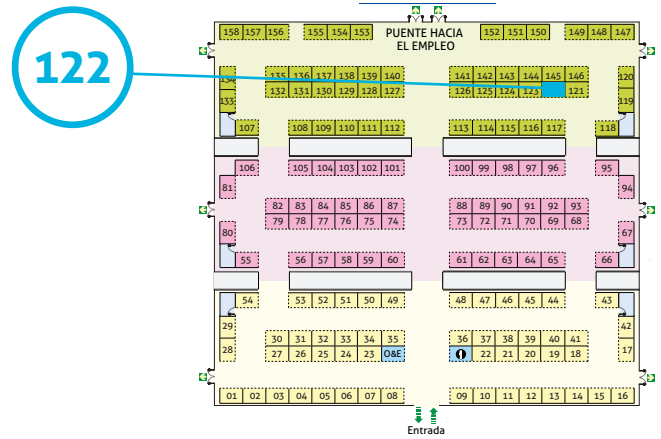 158 157 156 155 154 153 PUENTE HACIA 152 151 150 149 148 147
EL EMPLEO
122
134 135 136 137 138 139 140 141 142 143 144 145 146 120
133 132 131 130 129 128 127 126 125 124 123 121 119
107 108 109 110 111 112 113 114 115 116 117 118
106 105 104 103 102 101 100 99 98 97 96 95
81 94
82 83 84 85 86 87 88 89 90 91 92 93
79 78 77 76 75 74 73 72 71 70 69 68
80 67
55 56 57 58 59 60 61 62 63 64 65 66
54 53 52 51 50 49 48 47 46 45 44 43
29 42
30 31 32 33 34 35 36 37 38 39 40 41
28 27 26 25 24 23 O&E 22 21 20 19 18 17
01 02 03 04 05 06 07 08 09 10 11 12 13 14 15 16
Entrada